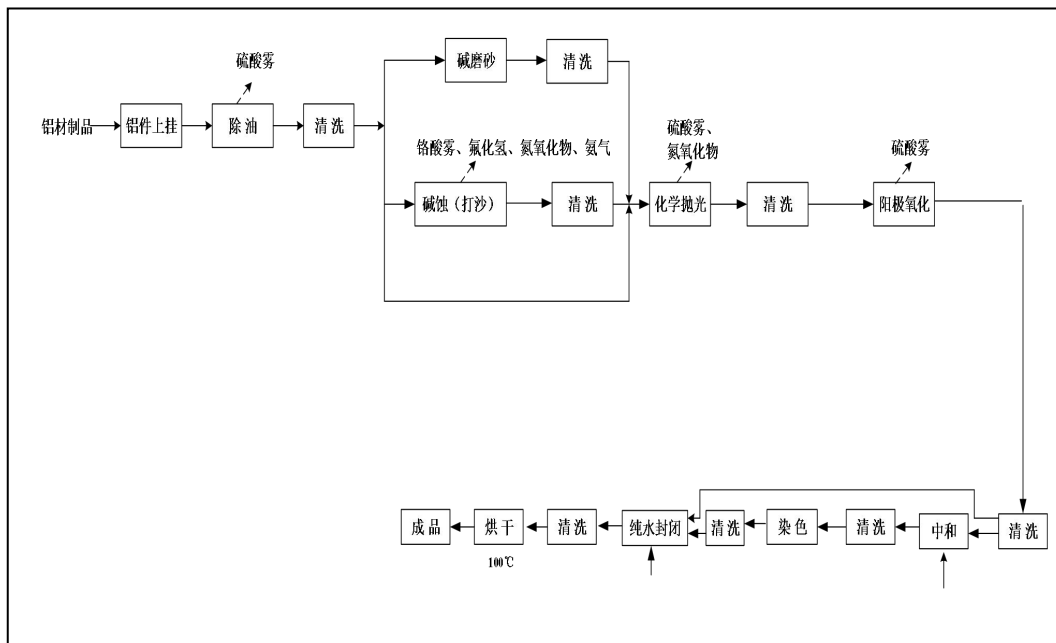 硫酸雾
碱磨砂
清洗
铝材制品
铝件上挂
除油
清洗
铬酸雾、氟化氢、氮氧化物、氨气
硫酸雾、
氮氧化物
硫酸雾
碱蚀（打沙）
清洗
化学抛光
清洗
阳极氧化
成品
烘干
清洗
纯水封闭
清洗
染色
清洗
中和
清洗
100℃